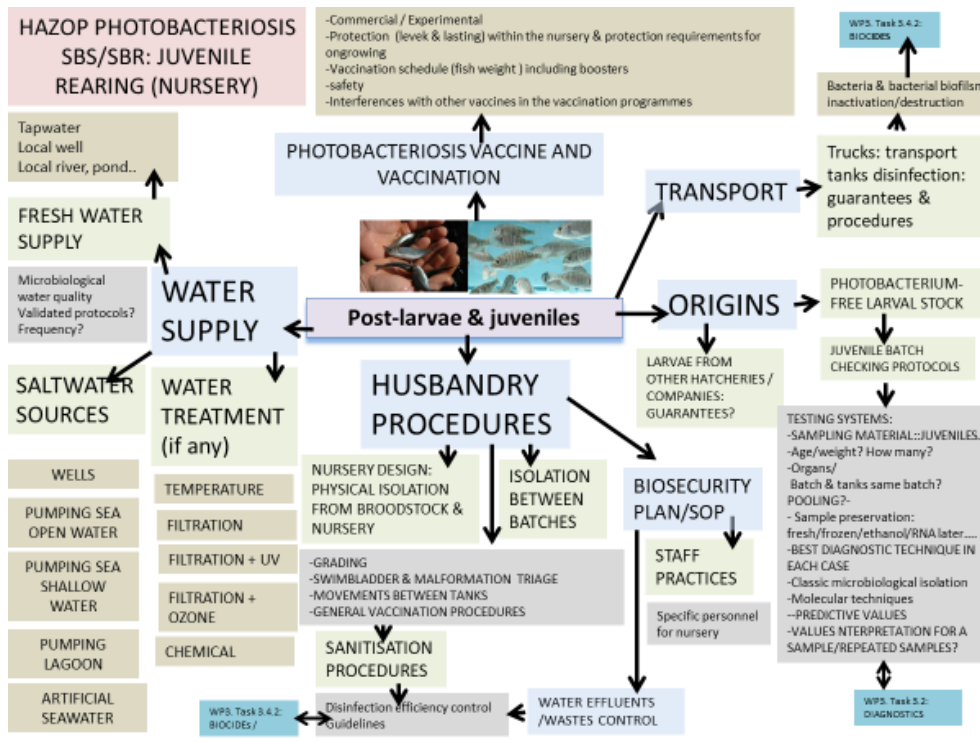 HAZOP PHOTOBACTERIOSIS
SBS/SBR: JUVENILE
REARING (NURSERY)
-Commercial / Experimental
-Protection (levek & lasting) within the nursery & protection requirements for
ongrowing
-Vaccination schedule (fish weight ) including boosters
-safety
-Interferences with other vaccines in the vaccination programmes
WP3. Task 3.4.2:
BIOCIDES
Bacteria & bacterial biofilsm
inactivation/destruction
Tapwater
Local well
Local river, pond..
PHOTOBACTERIOSIS VACCINE AND
VACCINATION
TRANSPORT
Trucks: transport
tanks disinfection:
guarantees &
procedures
FRESH WATER
SUPPLY
Microbiological
water quality
Validated protocols?
Frequency?
WATER
SUPPLY
Post-larvae & juveniles
ORIGINS
PHOTOBACTERIUM-
FREE LARVAL STOCK
LARVAE FROM
OTHER HATCHERIES /
COMPANIES:
GUARANTEES?
JUVENILE BATCH
CHECKING PROTOCOLS
SALTWATER
SOURCES
WATER
TREATMENT
(if any)
HUSBANDRY
PROCEDURES
TESTING SYSTEMS:
-SAMPLING MATERIAL::JUVENILES.
-Age/weight? How many?
-Organs/
Batch & tanks same batch?
POOLING?-
- Sample preservation:
fresh/frozen/ethanol/RNA later....
-BEST DIAGNOSTIC TECHNIQUE IN
EACH CASE
-Classic microbiological isolation
-Molecular techniques
--PREDICTIVE VALUES
-VALUES NTERPRETATION FOR A
SAMPLE/REPEATED SAMPLES?
WELLS
PUMPING SEA
OPEN WATER
PUMPING SEA
SHALLOW
WATER
PUMPING
LAGOON
ARTIFICIAL
SEAWATER
TEMPERATURE
FILTRATION
FILTRATION + UV
FILTRATION +
OZONE
CHEMICAL
NURSERY DESIGN:
PHYSICAL ISOLATION
FROM BROODSTOCK &
NURSERY
ISOLATION
BETWEEN
BATCHES
BIOSECURITY
PLAN/SOP
STAFF
PRACTICES
Specific personnel
for nursery
-GRADING
-SWIMBLADDER & MALFORMATION TRIAGE
-MOVEMENTS BETWEEN TANKS
-GENERAL VACCINATION PROCEDURES
SANITISATION
PROCEDURES
WP3. Task 3.4.2:
BIOCIDEs /
Disinfection efficiency control
Guidelines
WATER EFFLUENTS
/WASTES CONTROL
WP3. Task 3.2:
DIAGNOSTICS